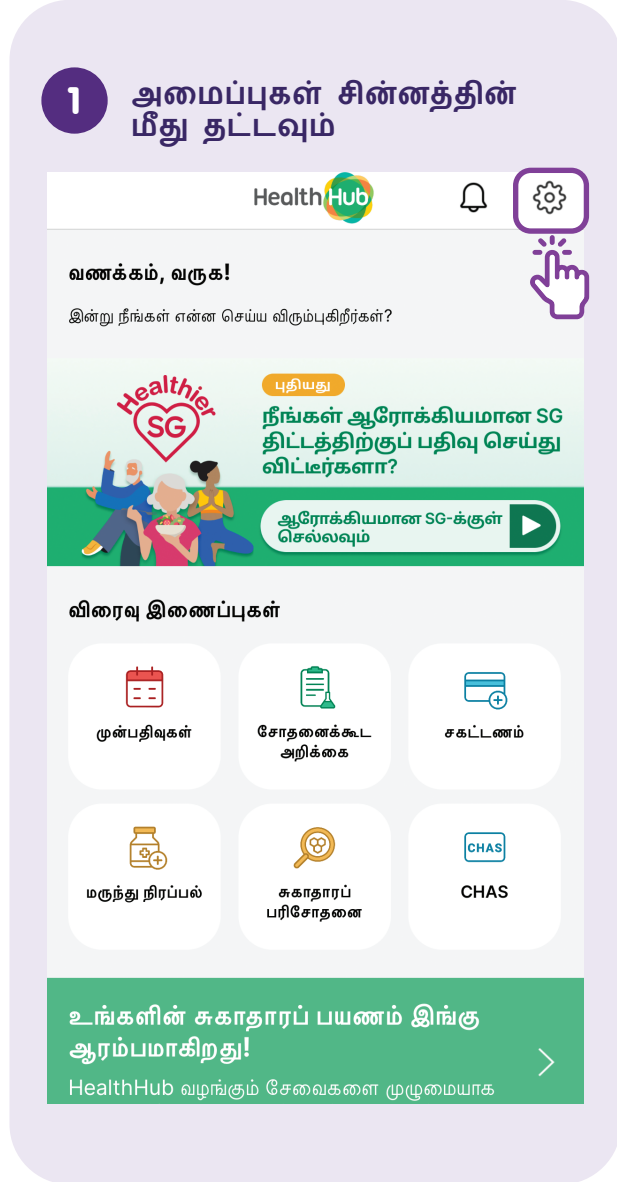 1
அமைப்புகள் சின்னத்தின்
மீது தட்டவும்
HealthHub
வணக்கம், வருக!
இன்று நீங்கள் என்ன செய்ய விரும்புகிறீர்கள்?
Healthier
SG
புதியது
நீங்கள் ஆரோக்கியமான SG
திட்டத்திற்குப் பதிவு செய்து
விட்டீர்களா?
ஆரோக்கியமான SG-க்குள்
செல்லவும்
விரைவு இணைப்புகள்
முன்பதிவுகள்
சோதனைக்கூட
அறிக்கை
சகட்டணம்
மருந்து நிரப்பல்
சுகாதாரப்
பரிசோதனை
CHAS
CHAS
உங்களின் சுகாதாரப் பயணம் இங்கு
ஆரம்பமாகிறது!
HealthHub வழங்கும் சேவைகளை முழுமையாக